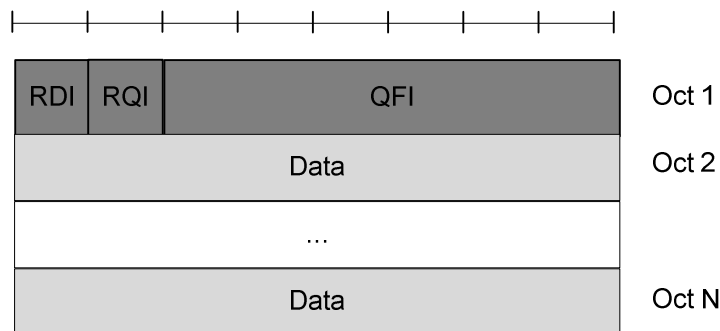 RDI RQI QFI Oct 1
Data Oct 2
...
Data Oct N